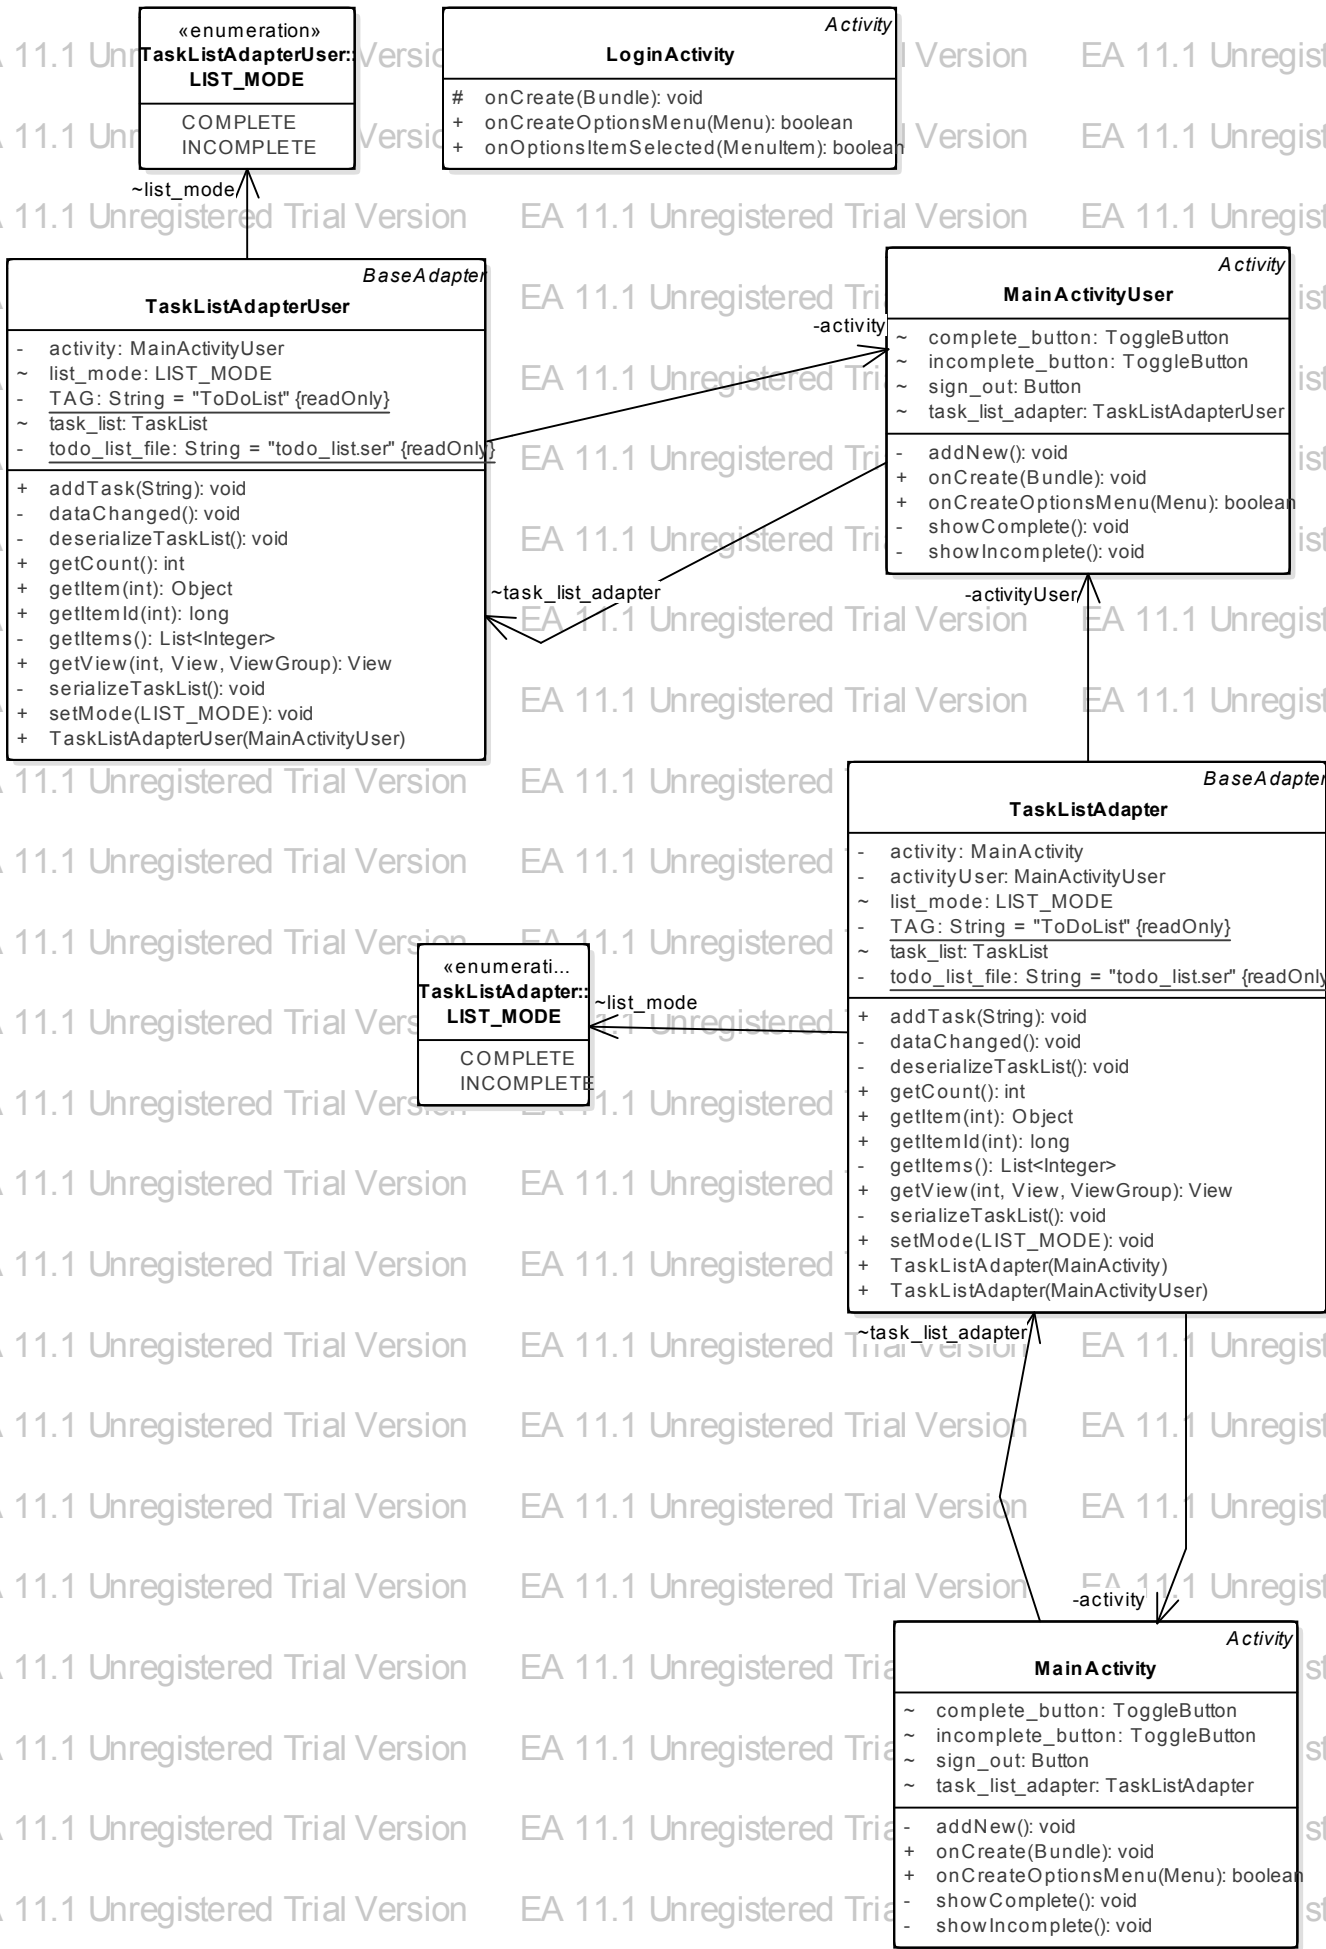 «enumeration»
TaskListAdapterUser::
LIST_MODE
COMPLETE
INCOMPLETE
Activity
LoginActivity
# onCreate(Bundle): void
+ onCreateOptionsMenu(Menu): boolean
+ onOptionsItemSelected(MenuItem): boolean
~list_mode
BaseAdapter
TaskListAdapterUser
- activity: MainActivityUser
~ list_mode: LIST_MODE
- TAG: String = "ToDoList" {readOnly}
~ task_list: TaskList
- todo_list_file: String = "todo_list.ser" {readOnly}
+ addTask(String): void
- dataChanged(): void
- deserializeTaskList(): void
+ getCount(): int
+ getItem(int): Object
+ getItemId(int): long
- getItems(): List<Integer>
+ getView(int, View, ViewGroup): View
- serializeTaskList(): void
+ setMode(LIST_MODE): void
+ TaskListAdapterUser(MainActivityUser)
-activity
Activity
MainActivityUser
~ complete_button: ToggleButton
~ incomplete_button: ToggleButton
~ sign_out: Button
~ task_list_adapter: TaskListAdapterUser
- addNew(): void
+ onCreate(Bundle): void
+ onCreateOptionsMenu(Menu): boolean
- showComplete(): void
- showIncomplete(): void
~task_list_adapter
-activityUser
BaseAdapter
TaskListAdapter
- activity: MainActivity
- activityUser: MainActivityUser
~ list_mode: LIST_MODE
- TAG: String = "ToDoList" {readOnly}
~ task_list: TaskList
- todo_list_file: String = "todo_list.ser" {readOnly
+ addTask(String): void
- dataChanged(): void
- deserializeTaskList(): void
+ getCount(): int
+ getItem(int): Object
+ getItemId(int): long
- getItems(): List<Integer>
+ getView(int, View, ViewGroup): View
- serializeTaskList(): void
+ setMode(LIST_MODE): void
+ TaskListAdapter(MainActivity)
+ TaskListAdapter(MainActivityUser)
«enumerati...
TaskListAdapter::
LIST_MODE
COMPLETE
INCOMPLETE
~list_mode
~task_list_adapter
-activity
Activity
MainActivity
~ complete_button: ToggleButton
~ incomplete_button: ToggleButton
~ sign_out: Button
~ task_list_adapter: TaskListAdapter
- addNew(): void
+ onCreate(Bundle): void
+ onCreateOptionsMenu(Menu): boolean
- showComplete(): void
- showIncomplete(): void
EA 11.1 Unregistered Trial Version